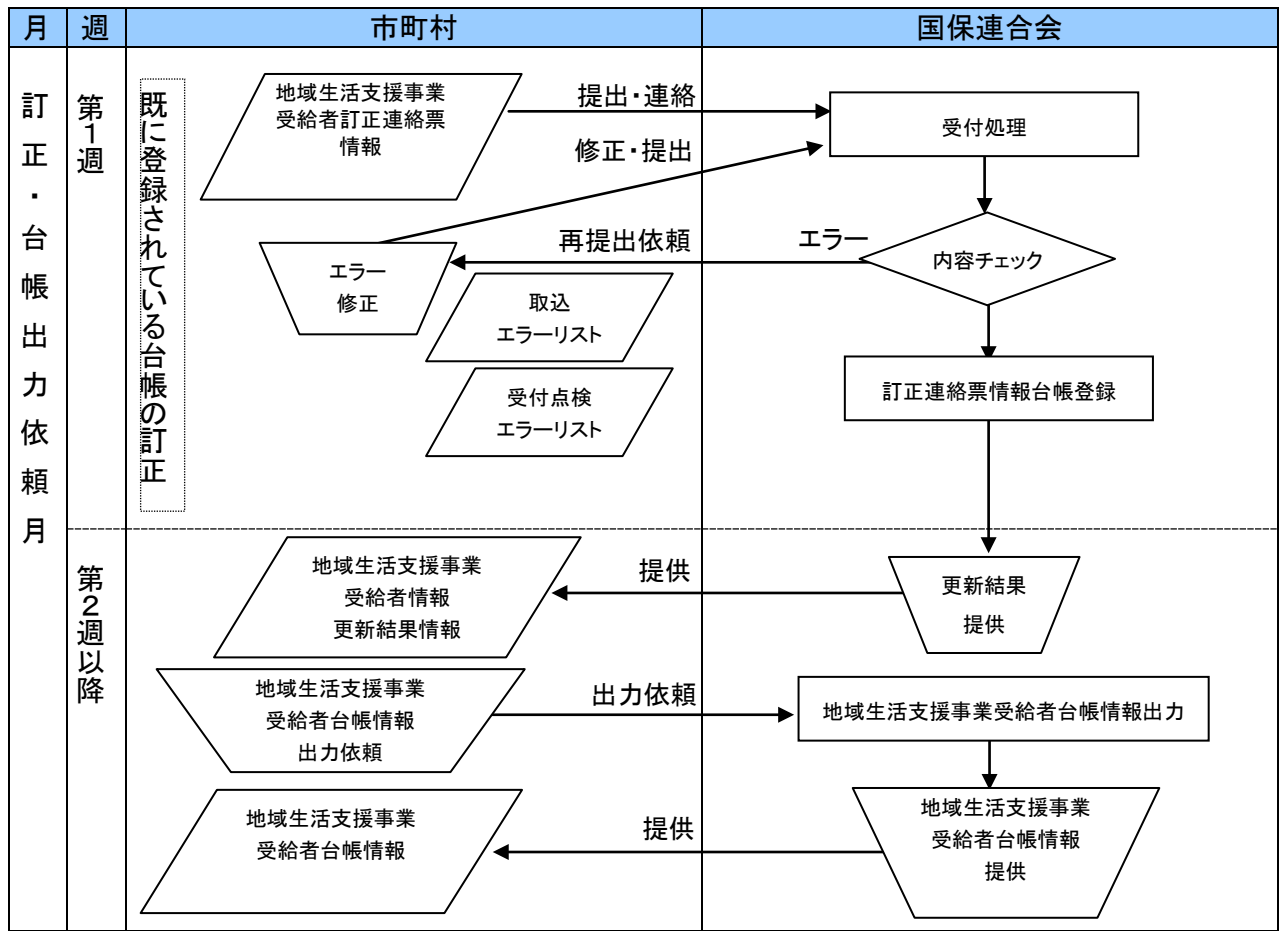 月
週
市町村
国保連合会
訂正・台帳出力依頼月
第1週
既に登録されている台帳の訂正
地域生活支援事業
受給者訂正連絡票
情報
提出・連絡
受付処理
修正・提出
再提出依頼
エラー
内容チェック
エラー
修正
取込
エラーリスト
受付点検
エラーリスト
訂正連絡票情報台帳登録
第2週以降
地域生活支援事業
受給者情報
更新結果情報
提供
更新結果
提供
地域生活支援事業
受給者台帳情報
出力依頼
出力依頼
地域生活支援事業受給者台帳情報出力
地域生活支援事業
受給者台帳情報
提供
地域生活支援事業
受給者台帳情報
提供